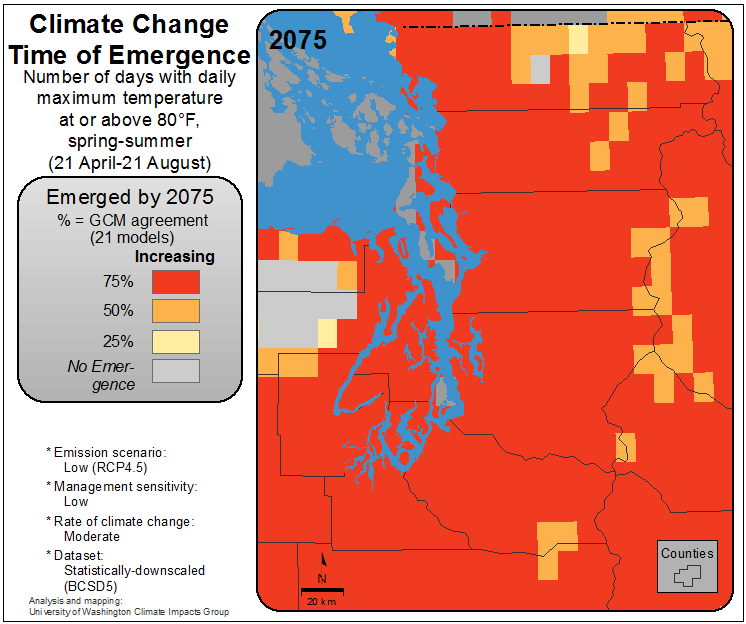 Climate Change
Time of Emergence
Number of days with daily
maximum temperature
at or above 80°F,
spring-summer
(21 April-21 August)
Emerged by 2075
% = GCM agreement
(21 models)
Increasing
75%
50%
25%
No Emer-
gence
* Emission scenario:
Low (RCP4.5)
* Management sensitivity:
Low
* Rate of climate change:
Moderate
* Dataset:
Statistically-downscaled
(BCSD5)
Analysis and mapping:
University of Washington Climate Impacts Group
2075
N
20 km
Counties